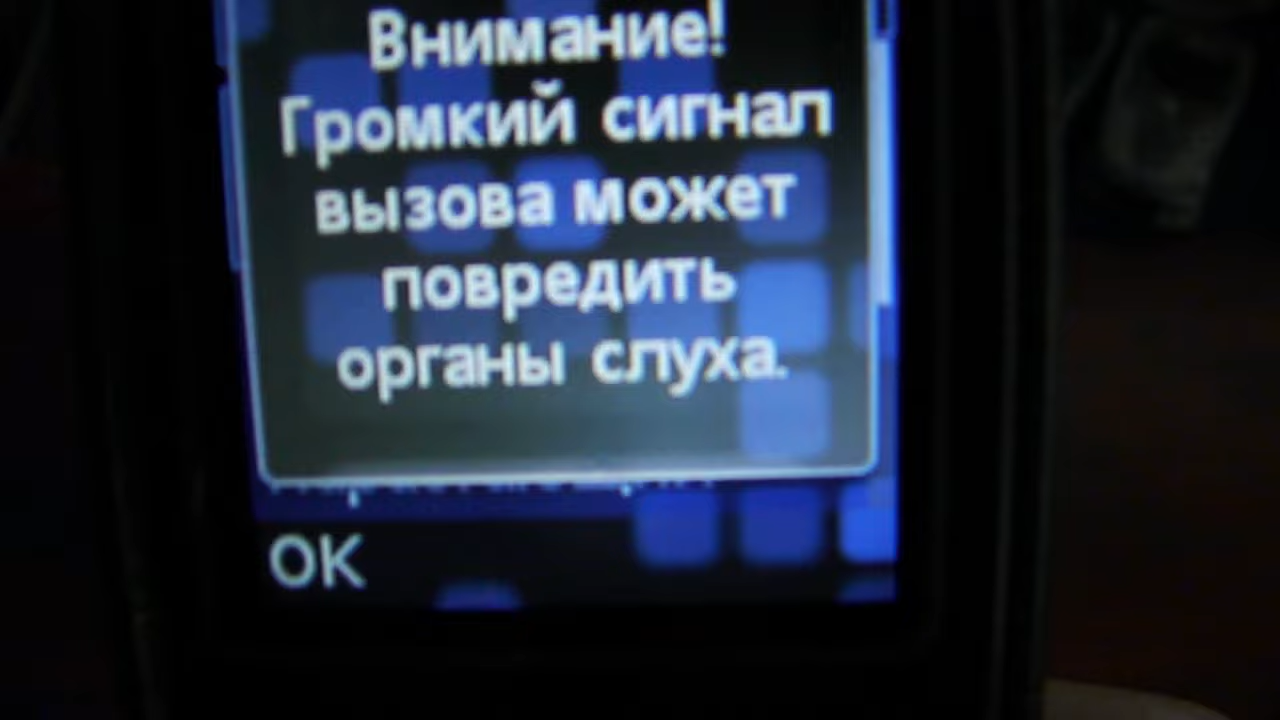 Внимание!
Громкий сигнал
вызова может
повредить
органы слуха.
OK